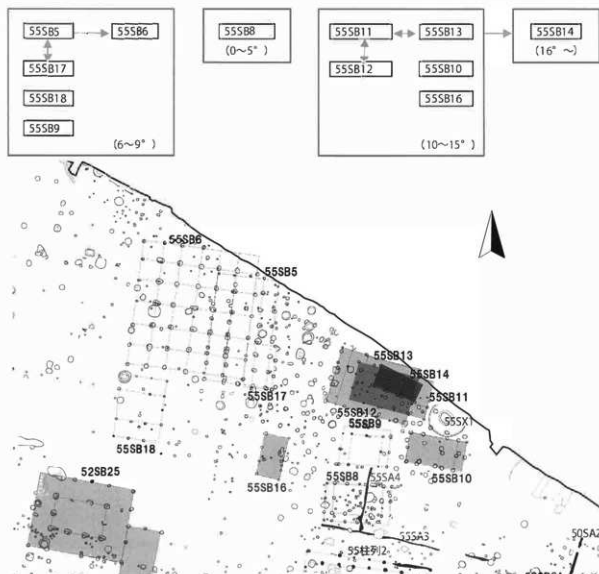 55SB5 55SB6
55SB17
55SB18
55SB9
(6～9°)
55SB8
(0～5°)
55SB11 55SB13
55SB12 55SB10
55SB16
(10～15°)
55SB14
(16°～)
55SB6
55SB5
55SB13
55SB14
55SB11
55SB17
55SB12
55SX1
55SB9
55SB18
52SB25
55SB8
55SA4
55SB10
55SB16
55SA3
50SA2
55柱列2